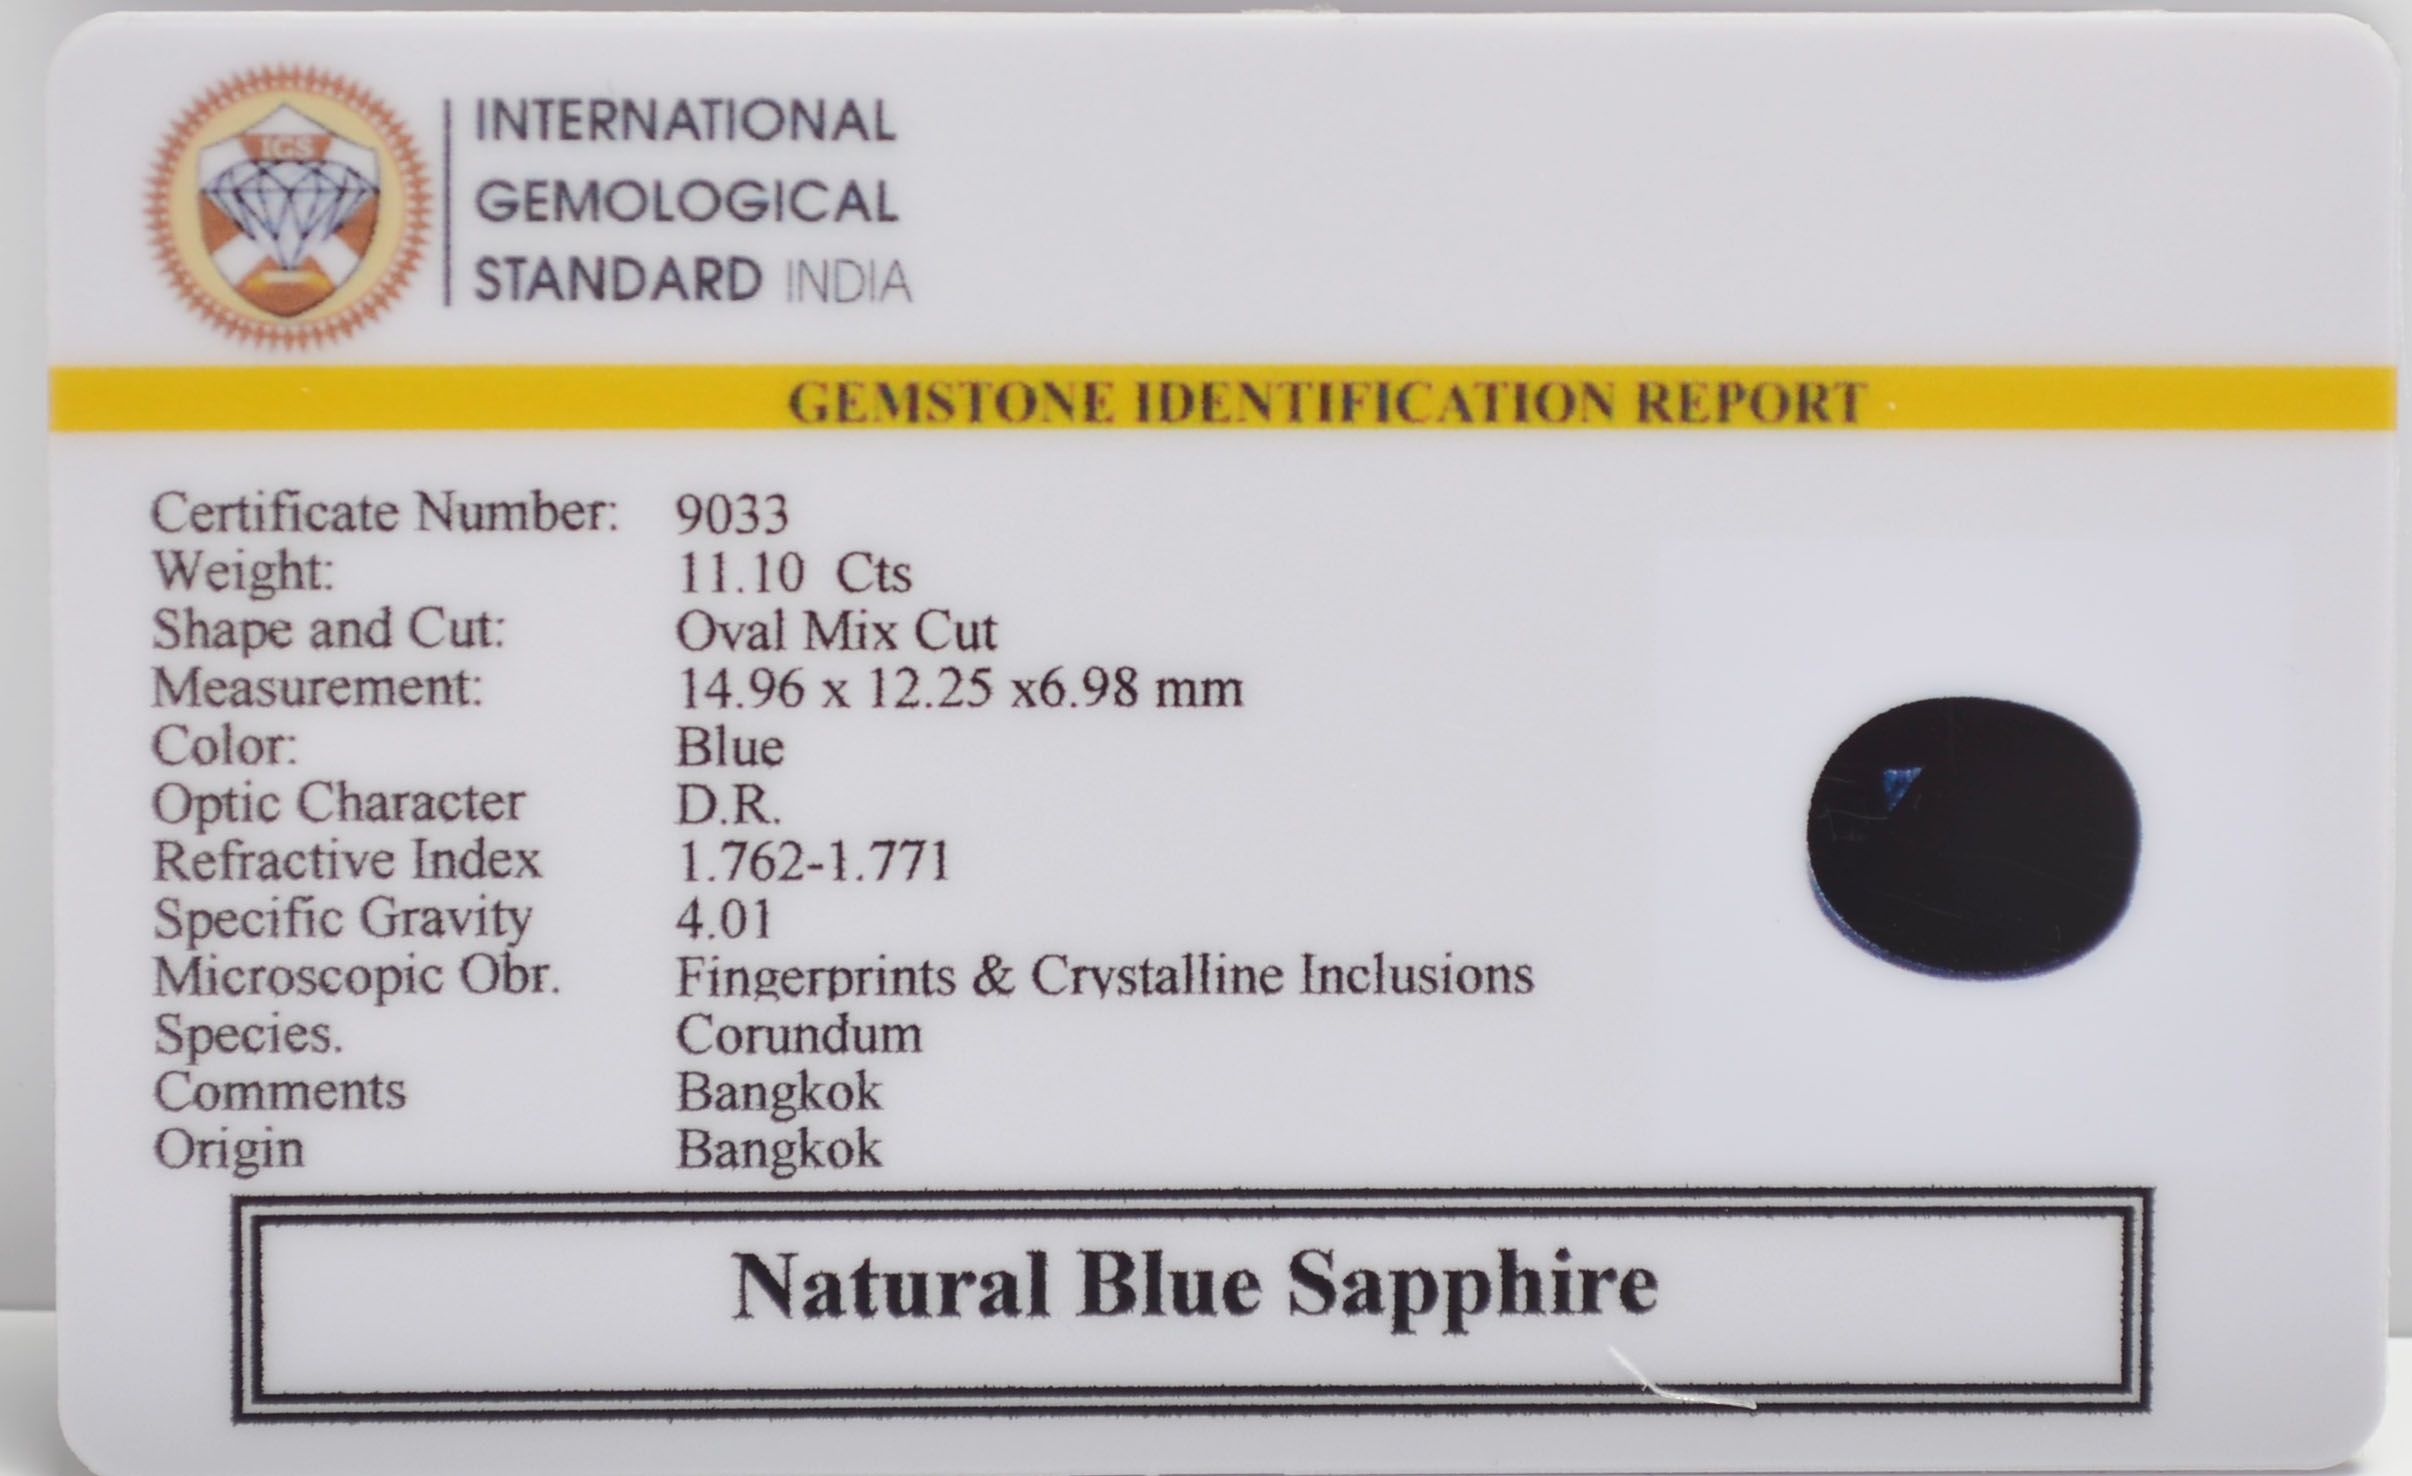 IGS
INTERNATIONAL
GEMOLOGICAL
STANDARD INDIA
GEMSTONE IDENTIFICATION REPORT
Certificate Number: 9033
Weight: 11.10 Cts
Shape and Cut: Oval Mix Cut
Measurement: 14.96 x 12.25 x6.98 mm
Color: Blue
Optic Character D.R.
Refractive Index 1.762-1.771
Specific Gravity 4.01
Microscopic Obr. Fingerprints & Crystalline Inclusions
Species. Corundum
Comments Bangkok
Origin Bangkok
Natural Blue Sapphire